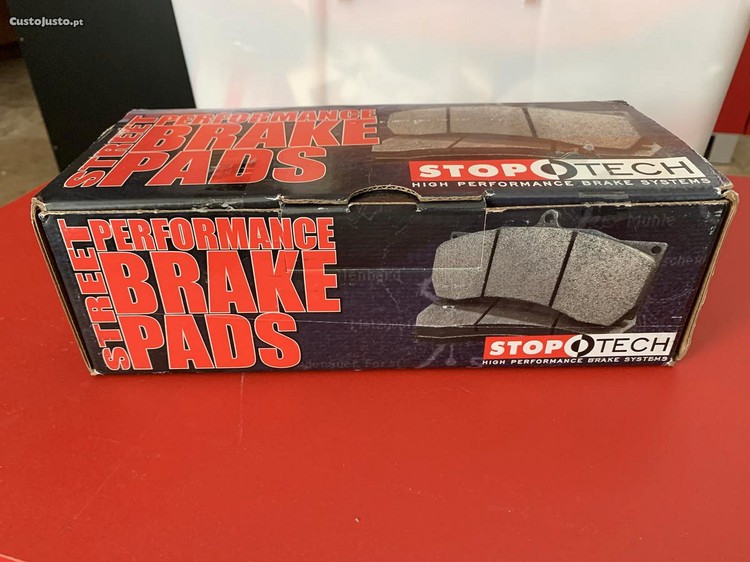 CustoJusto.pt
STREET
PERFORMANCE
BRAKE
PADS
STOPTECH
HIGH PERFORMANCE BRAKE SYSTEMS
STREET
PERFORMANCE
BRAKE
PADS
Muhle
STOPTECH
HIGH PERFORMANCE BRAKE SYSTEMS